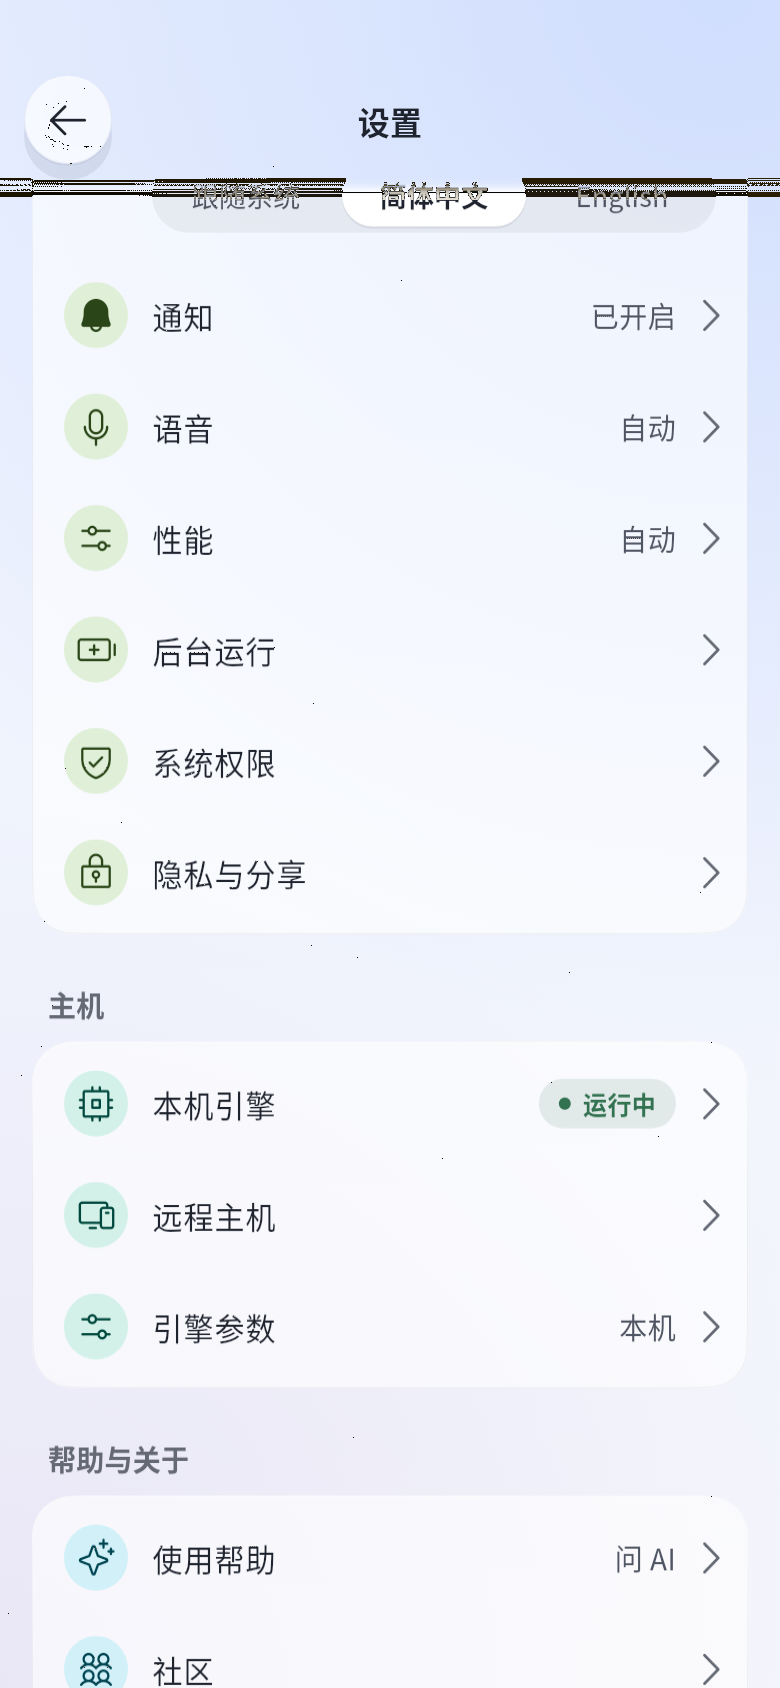 设置
跟随系统 简体中文 English
通知 已开启
语音 自动
性能 自动
后台运行
系统权限
隐私与分享
主机
本机引擎 运行中
远程主机
引擎参数 本机
帮助与关于
使用帮助 问 AI
社区